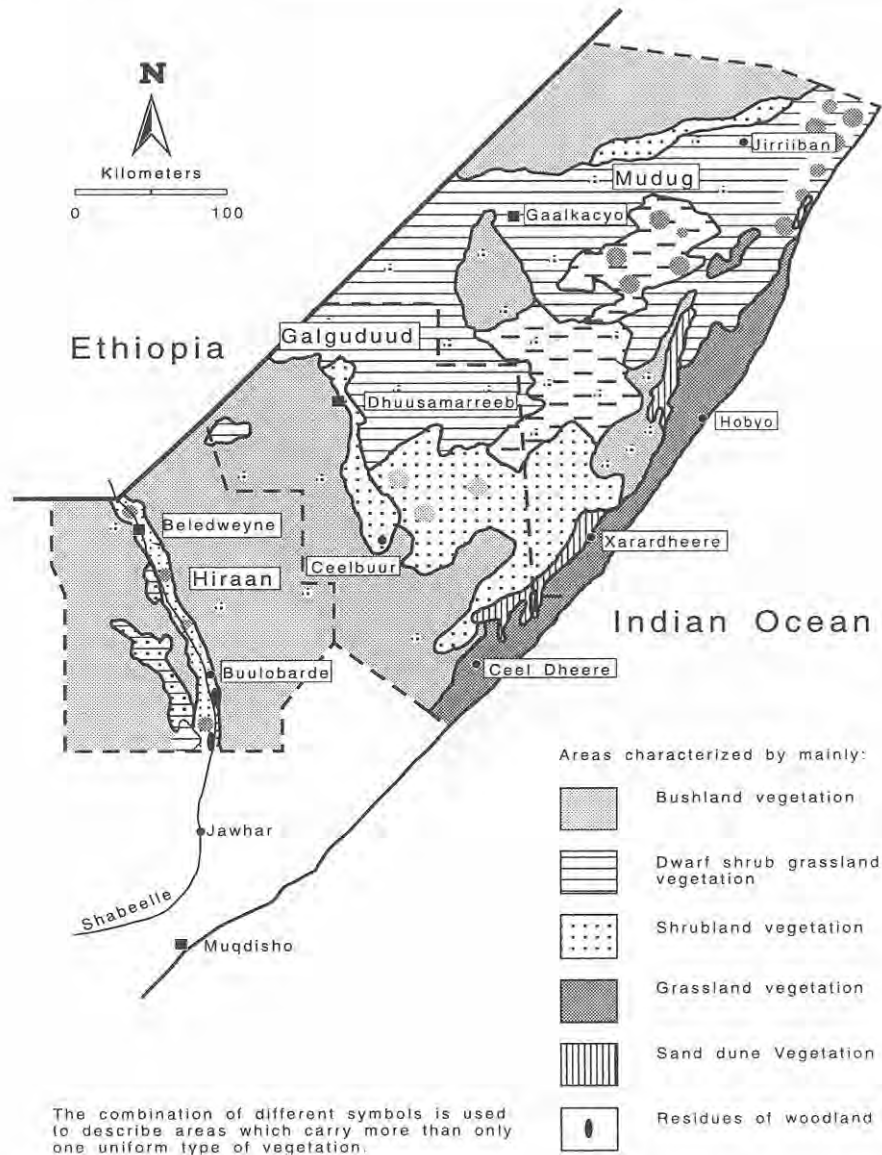 N
Kilometers
0 100
Jirriiban
Mudug
Gaalkacyo
Ethiopia
Galguduud
Dhuusamarreeb
Hobyo
Beledweyne
Ceelbuur
Xarardheere
Hiraan
Indian Ocean
Buulobarde
Ceel Dheere
Jawhar
Shabeelle
Muqdisho
Areas characterized by mainly:
Bushland vegetation
Dwarf shrub grassland
vegetation
Shrubland vegetation
Grassland vegetation
Sand dune Vegetation
Residues of woodland
The combination of different symbols is used
to describe areas which carry more than only
one uniform type of vegetation.